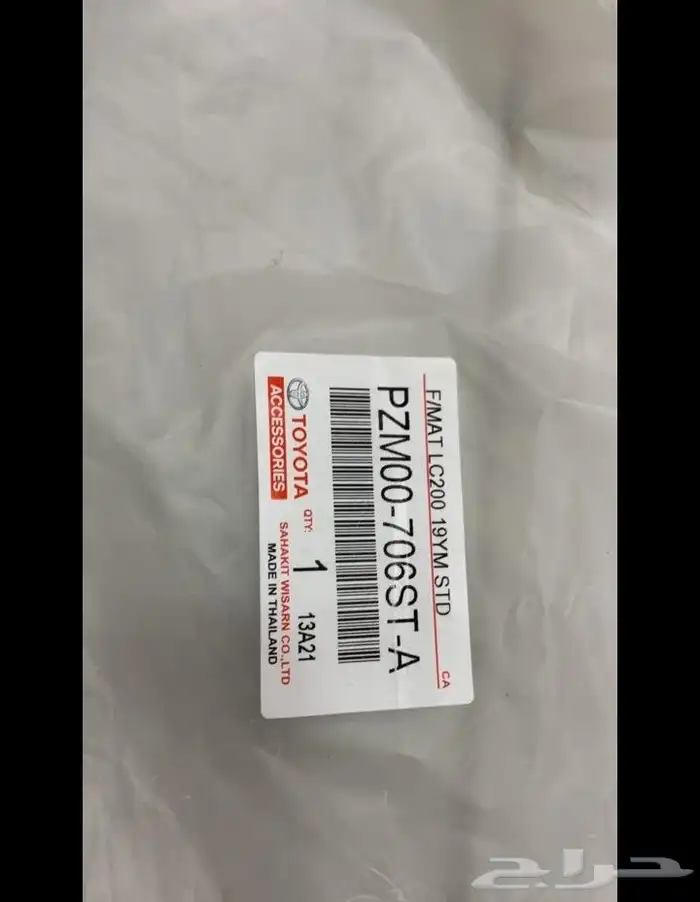 F/MAT LC200 19YM STD
CA
PZM00-706ST-A
TOYOTA
ACCESSORIES
QTY:
1
13A21
SAHAKIT WISARN CO.,LTD
MADE IN THAILAND
حراج